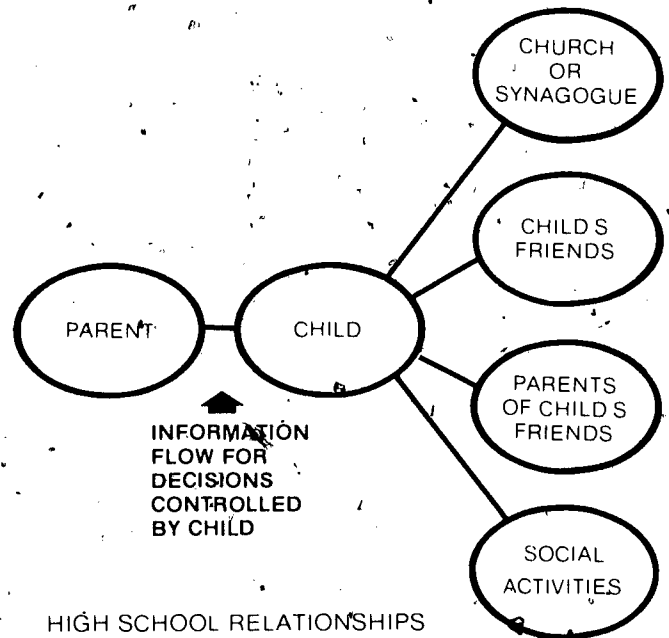 CHURCH
OR
SYNAGOGUE
CHILD S
FRIENDS
PARENT
CHILD
PARENTS
OF CHILD S
FRIENDS
INFORMATION
FLOW FOR
DECISIONS
CONTROLLED
BY CHILD
SOCIAL
ACTIVITIES
HIGH SCHOOL RELATIONSHIPS